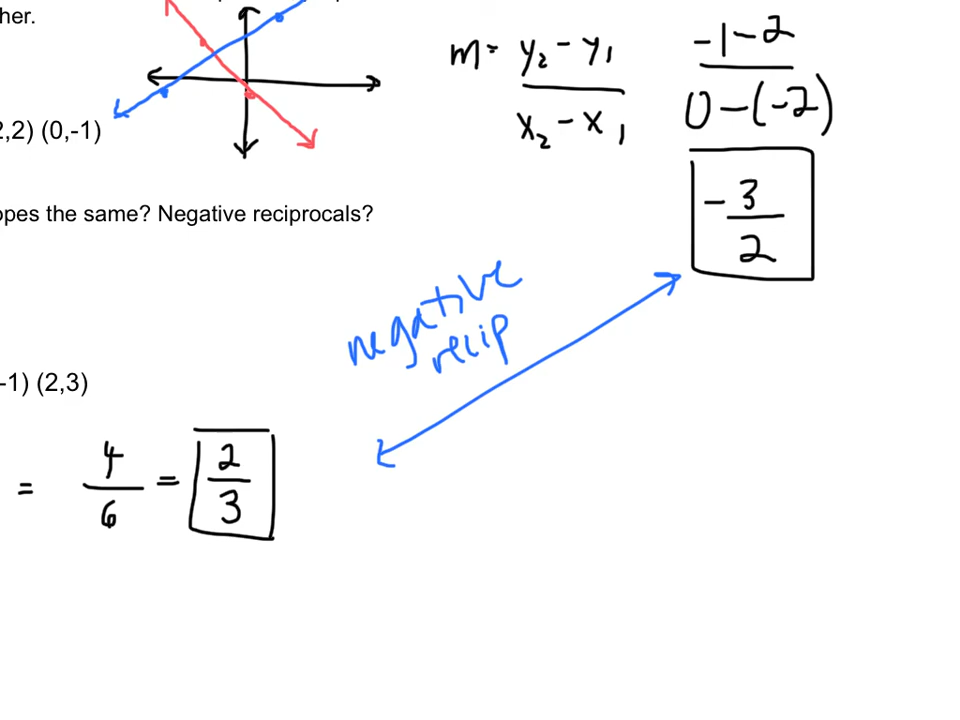 her.
m = y₂ - y₁ / x₂ - x₁
-1-2 / 0-(-2)
2,2) (0,-1)
-3/2
opes the same? Negative reciprocals?
negative
recip
-1) (2,3)
= 4/6 = 2/3